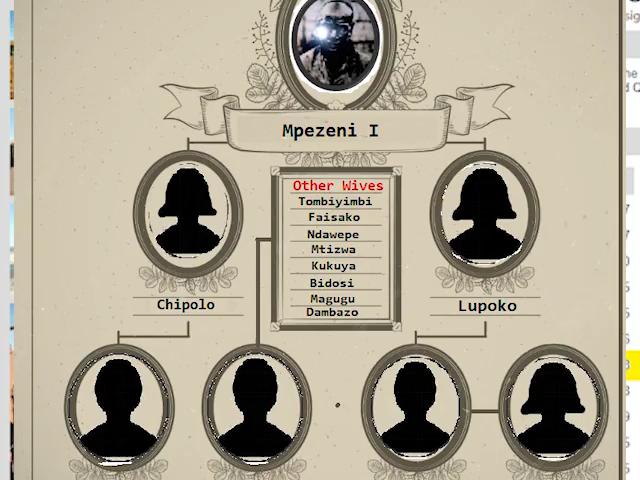 Mpezeni I
Other Wives
Tombiyimbi
Faisako
Ndawepe
Mtizwa
Kukuya
Bidosi
Magugu
Dambazo
Chipolo
Lupoko